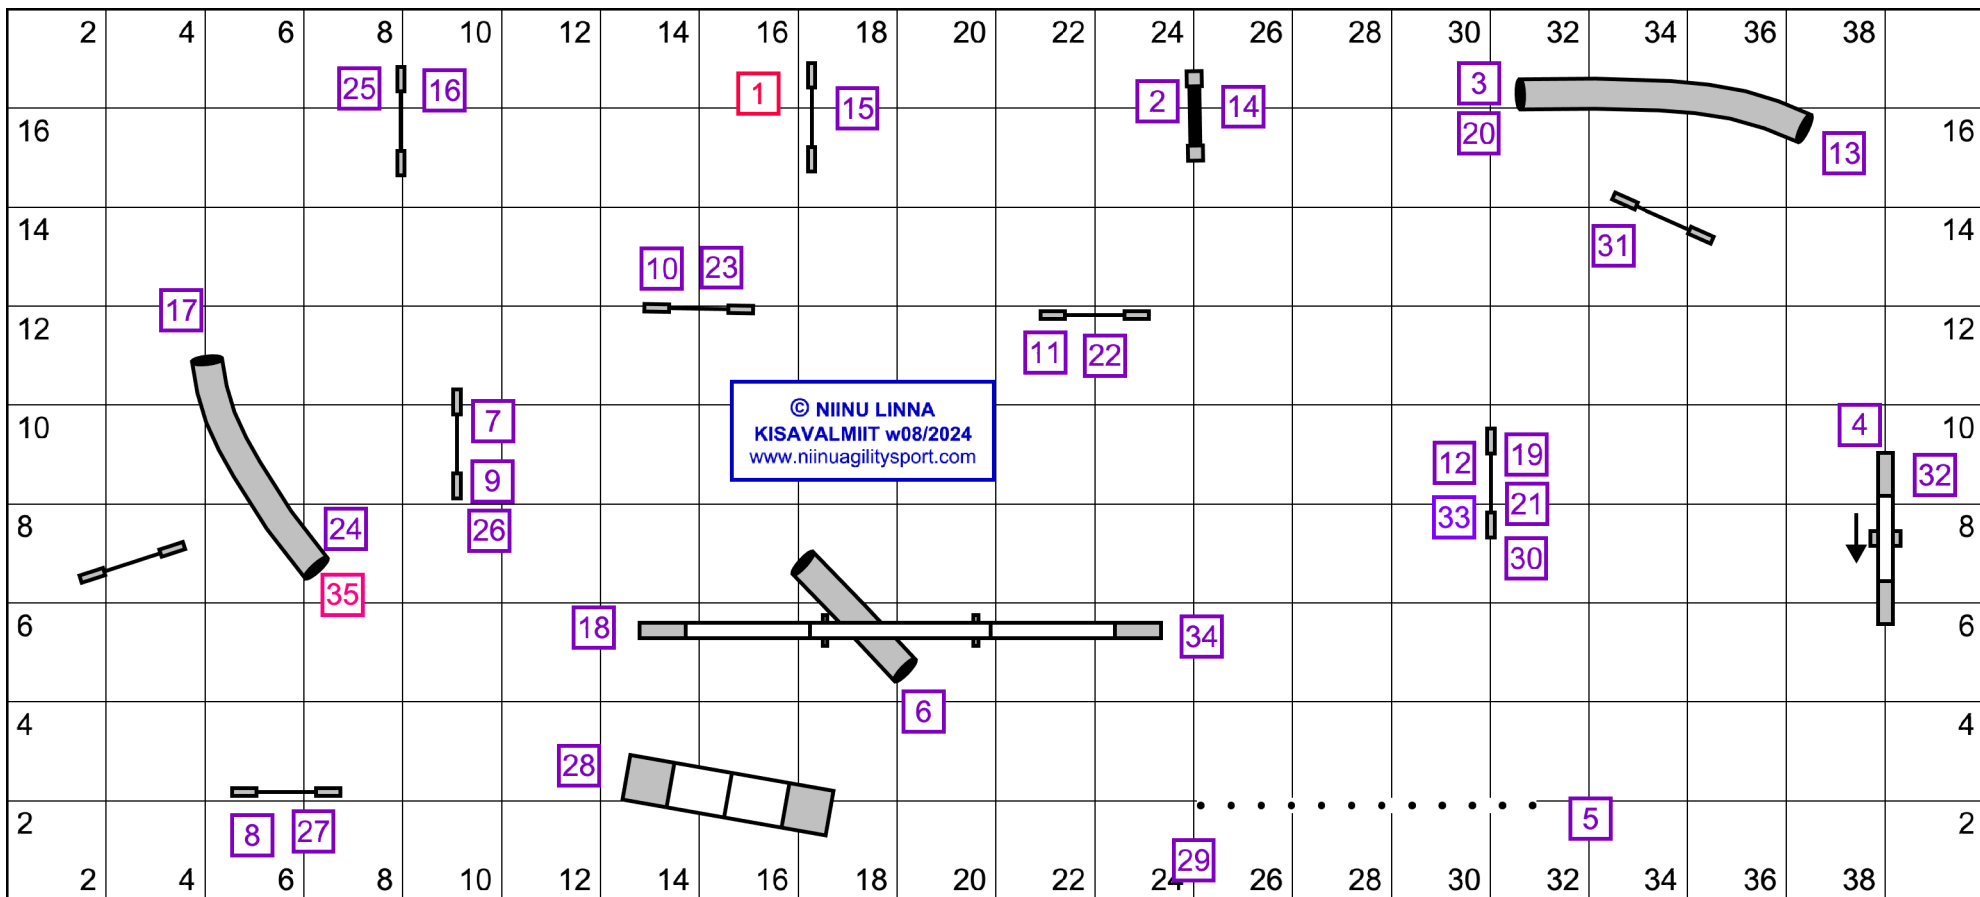 2 4 6 8 10 12 14 16 18 20 22 24 26 28 30 32 34 36 38
25 16 1 15 2 14 3
16 20 13 16
14 31 14
10 23
17
12 11 22 12
© NIINU LINNA
KISAVALMIIT w08/2024
www.niinuagilitysport.com
10 7 4 10
9 12 19 32
8 24 26 33 21 8
35 30
6 18 34 6
4 6 4
28
2 8 27 5 2
29
2 4 6 8 10 12 14 16 18 20 22 24 26 28 30 32 34 36 38